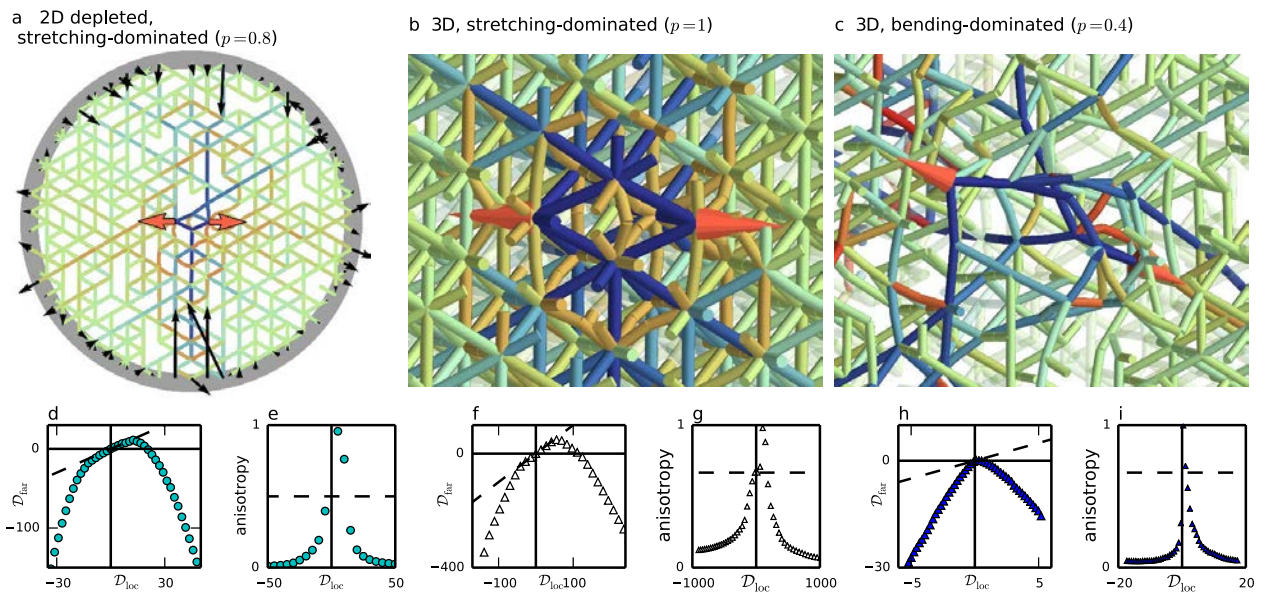 a 2D depleted,
stretching-dominated (p=0.8)
b 3D, stretching-dominated (p=1)
c 3D, bending-dominated (p=0.4)
d
0
−100
𝒟far
−30
𝒟loc
30
e
1
anisotropy
0
−50
𝒟loc
50
f
0
𝒟far
−400
−100
𝒟loc
100
g
1
anisotropy
0
−1000
𝒟loc
1000
h
0
𝒟far
−30
−5
𝒟loc
5
i
1
anisotropy
0
−20
𝒟loc
20